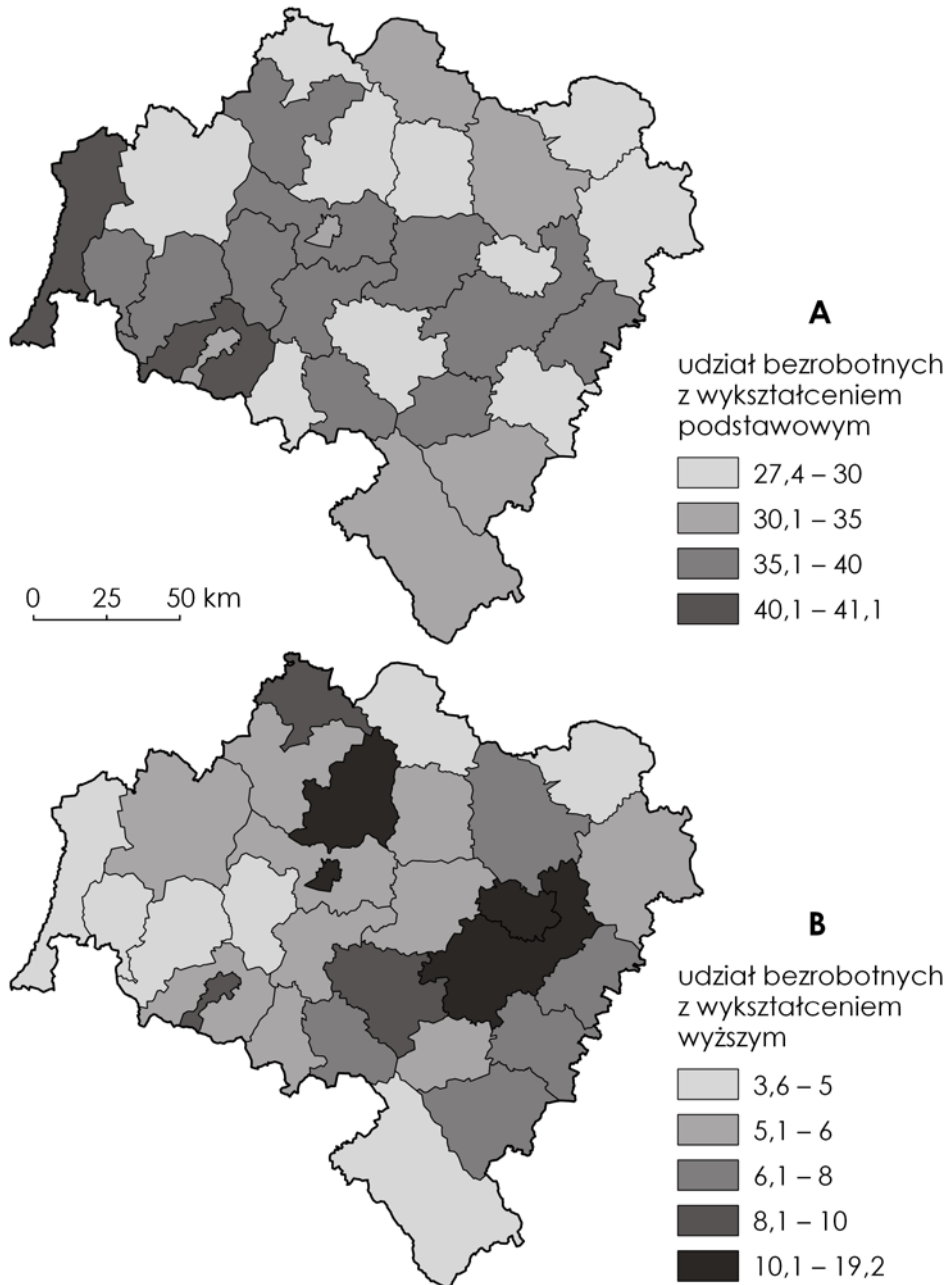 A
udział bezrobotnych
z wykształceniem
podstawowym
27,4 – 30
30,1 – 35
35,1 – 40
40,1 – 41,1
0 25 50 km
B
udział bezrobotnych
z wykształceniem
wyższym
3,6 – 5
5,1 – 6
6,1 – 8
8,1 – 10
10,1 – 19,2